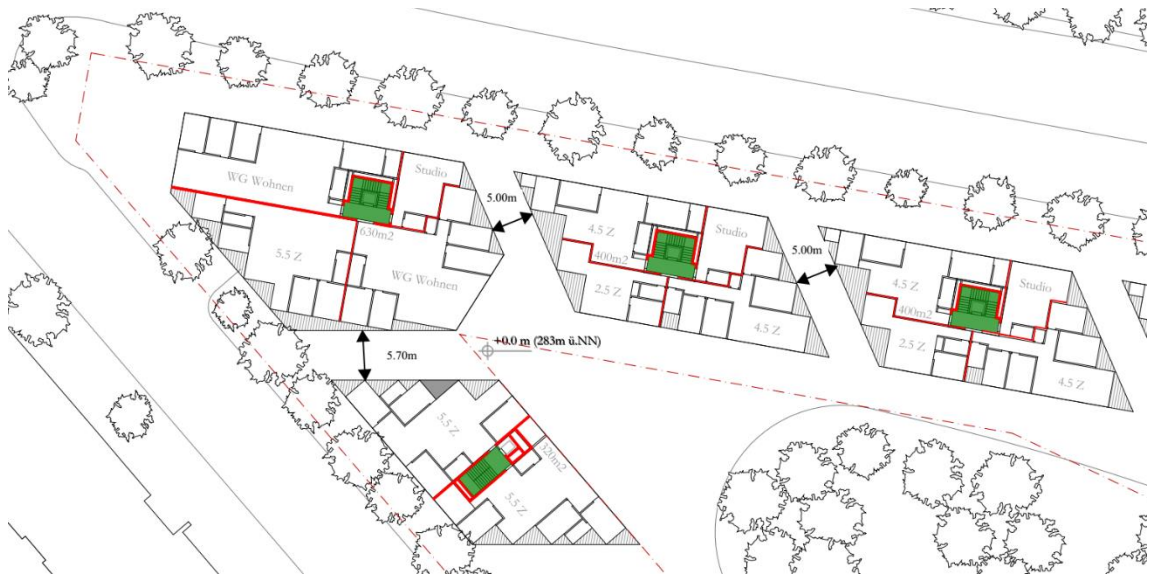 WG Wohnen
Studio
630m2
5.5 Z
WG Wohnen
5.00m
4.5 Z
Studio
400m2
2.5 Z
4.5 Z
5.00m
4.5 Z
Studio
400m2
2.5 Z
4.5 Z
5.70m
+0.0 m (283m ü.NN)
5.5 Z
320m2
5.5 Z